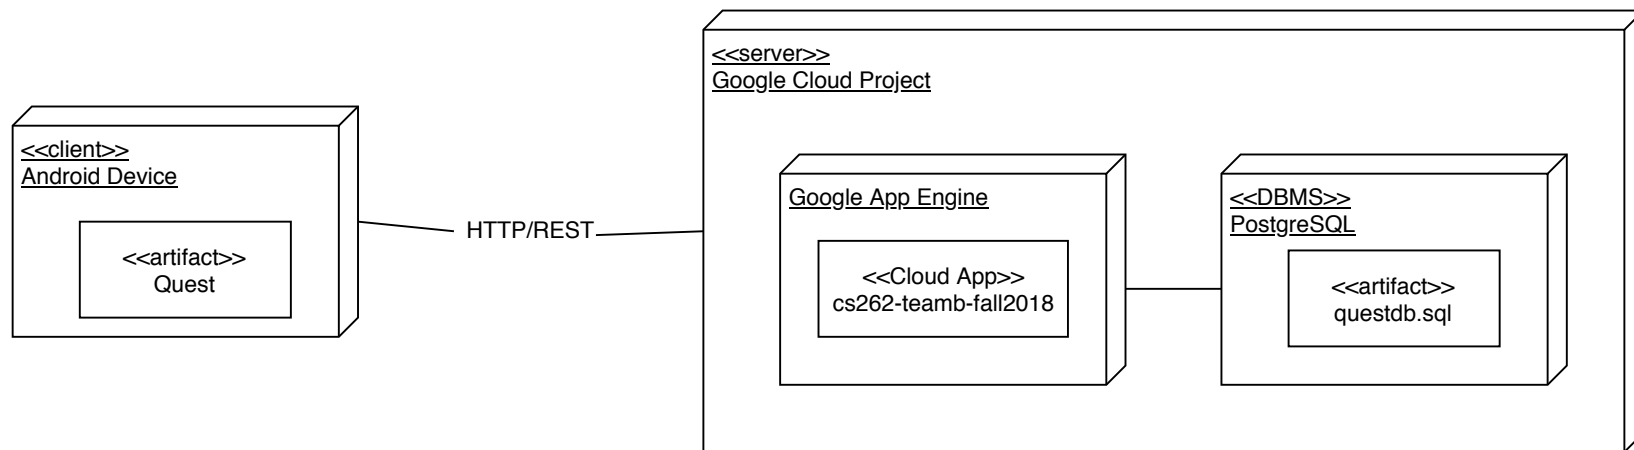 <<client>>
Android Device
<<artifact>>
Quest
HTTP/REST
<<server>>
Google Cloud Project
Google App Engine
<<Cloud App>>
cs262-teamb-fall2018
<<DBMS>>
PostgreSQL
<<artifact>>
questdb.sql